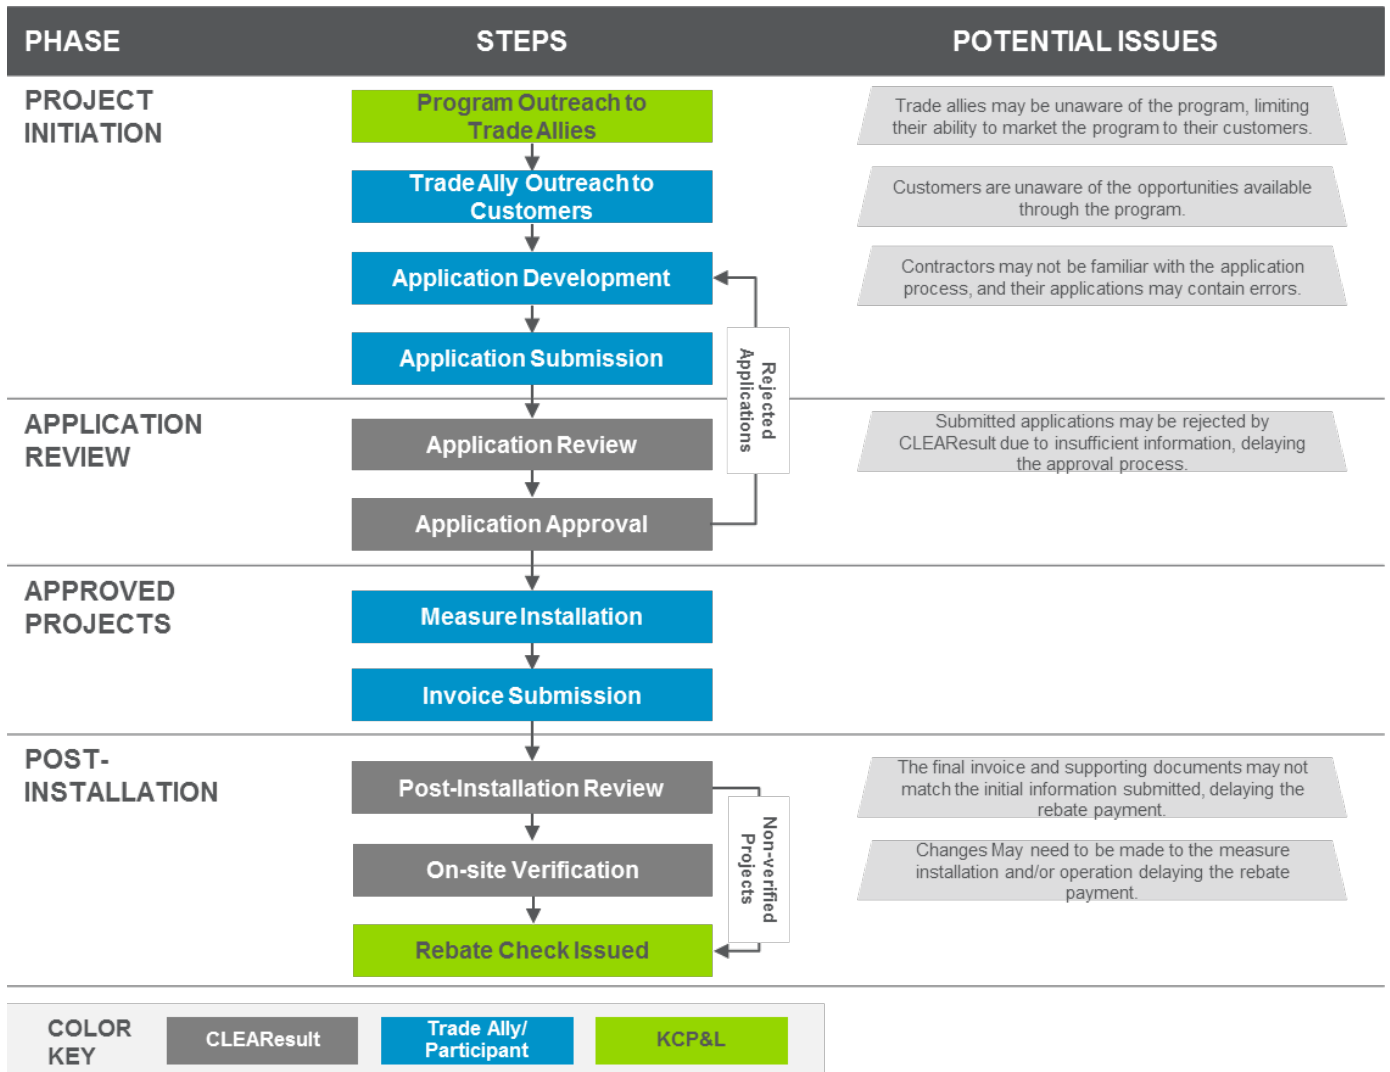 PHASE
STEPS
POTENTIAL ISSUES
PROJECT
INITIATION
Program Outreach to
Trade Allies
Trade allies may be unaware of the program, limiting
their ability to market the program to their customers.
Trade Ally Outreach to
Customers
Customers are unaware of the opportunities available
through the program.
Application Development
Contractors may not be familiar with the application
process, and their applications may contain errors.
Application Submission
Rejected
Applications
APPLICATION
REVIEW
Application Review
Submitted applications may be rejected by
CLEAResult due to insufficient information, delaying
the approval process.
Application Approval
APPROVED
PROJECTS
Measure Installation
Invoice Submission
POST-
INSTALLATION
Post-Installation Review
The final invoice and supporting documents may not
match the initial information submitted, delaying the
rebate payment.
Non-verified
Projects
On-site Verification
Changes May need to be made to the measure
installation and/or operation delaying the rebate
payment.
Rebate Check Issued
COLOR
KEY
CLEAResult
Trade Ally/
Participant
KCP&L